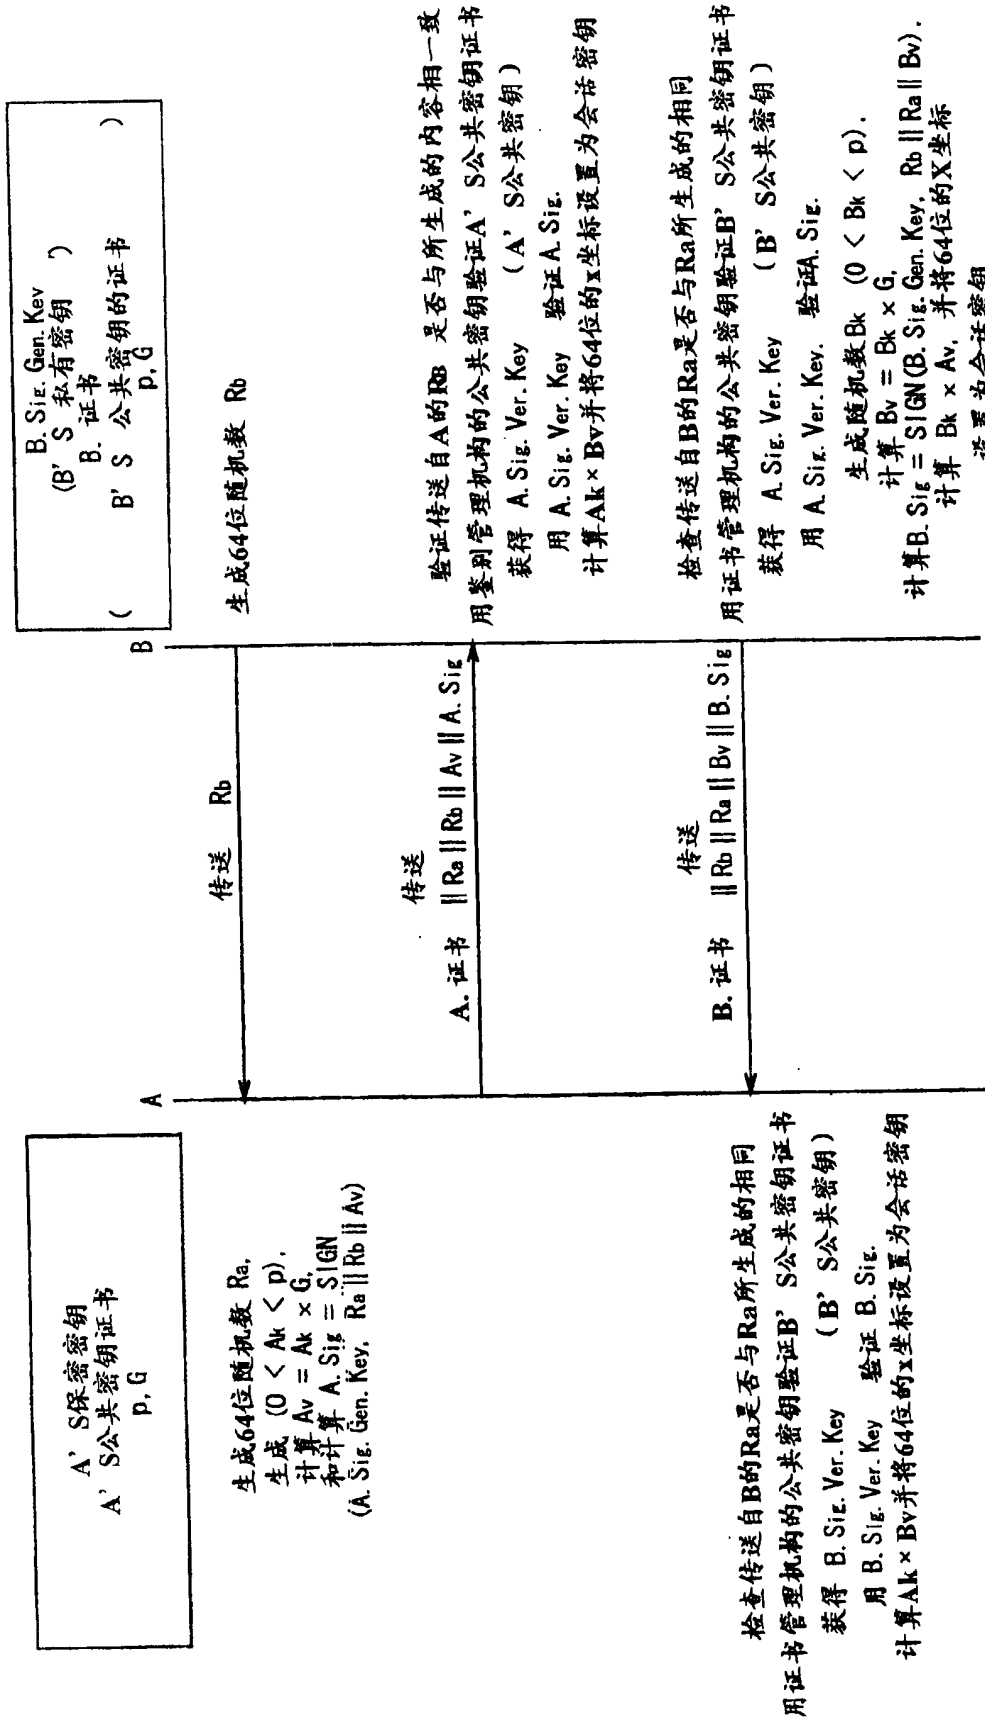 A' S保密密钥
A' S公共密钥证书
p, G
B. Sig. Gen. Kev
(B' S 私有密钥 )
B. 证书
( B' S 公共密钥的证书 )
p, G
A
B
生成64位随机数 Rb
传送 Rb
生成64位随机数 Ra,
生成 (0 < Ak < p).
计算 Av = Ak × G,
和计算 A. Sig = SIGN
(A. Sig. Gen. Key, Ra || Rb || Av)
传送
A. 证书 || Ra || Rb || Av || A. Sig
验证传送自A的RB 是否与所生成的内容相一致
用鉴别管理机构的公共密钥验证A' S公共密钥证书
获得 A. Sig. Ver. Key (A' S公共密钥)
用 A. Sig. Ver. Key 验证A. Sig.
计算Ak× Bv并将64位的x坐标设置为会话密钥
检查传送自B的Ra是否与Ra所生成的相同
用证书管理机构的公共密钥验证B' S公共密钥证书
获得 A. Sig. Ver. Key (B' S公共密钥)
用 A. Sig. Ver. Key. 验证A. Sig.
生成随机数Bk (0 < Bk < p).
计算 Bv = Bk × G,
计算B. Sig = SIGN(B. Sig. Gen. Key, Rb || Ra || Bv).
计算 Bk × Av, 并将64位的X坐标
设置为会话密钥
传送
B. 证书 || Rb || Ra || Bv || B. Sig
检查传送自B的Ra是否与Ra所生成的相同
用证书管理机构的公共密钥验证B' S公共密钥证书
获得 B. Sig. Ver. Key (B' S公共密钥)
用 B. Sig. Ver. Key 验证 B. Sig.
计算Ak× Bv并将64位的x坐标设置为会话密钥